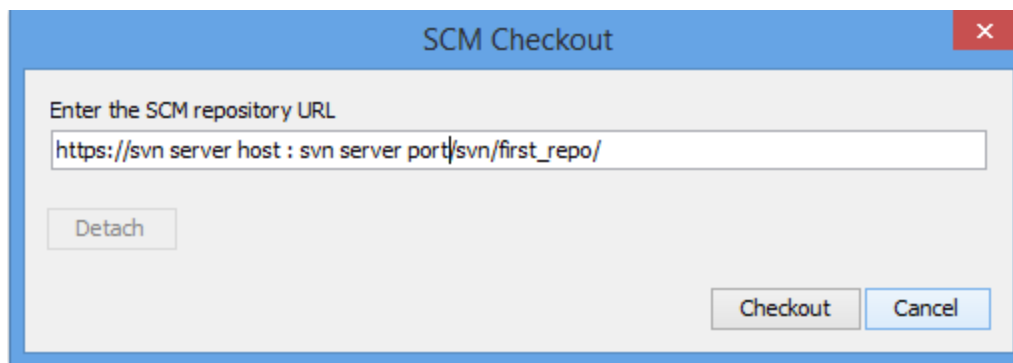 SCM Checkout
Enter the SCM repository URL
https://svn server host : svn server port/svn/first_repo/
Detach
Checkout Cancel